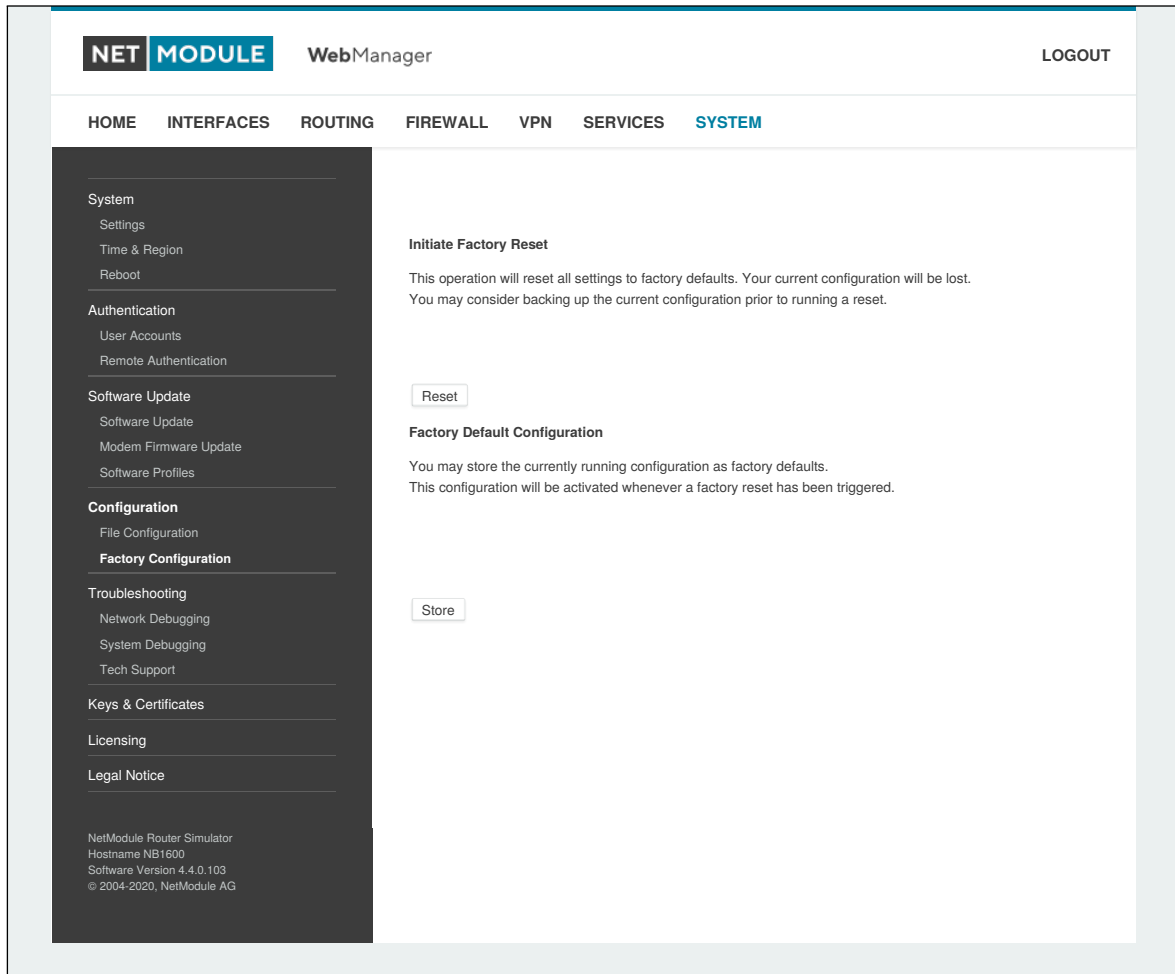 NET MODULE WebManager LOGOUT
HOME INTERFACES ROUTING FIREWALL VPN SERVICES SYSTEM
System
Settings
Time & Region
Reboot
Authentication
User Accounts
Remote Authentication
Software Update
Software Update
Modem Firmware Update
Software Profiles
Configuration
File Configuration
Factory Configuration
Troubleshooting
Network Debugging
System Debugging
Tech Support
Keys & Certificates
Licensing
Legal Notice
NetModule Router Simulator
Hostname NB1600
Software Version 4.4.0.103
© 2004-2020, NetModule AG
Initiate Factory Reset
This operation will reset all settings to factory defaults. Your current configuration will be lost.
You may consider backing up the current configuration prior to running a reset.
Reset
Factory Default Configuration
You may store the currently running configuration as factory defaults.
This configuration will be activated whenever a factory reset has been triggered.
Store